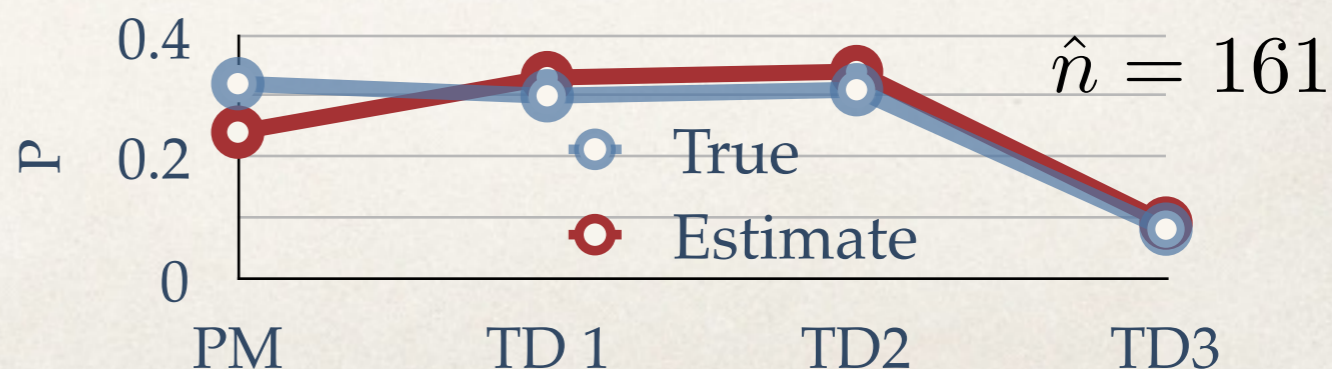 0.4
n̂ = 161
P
0.2
True
Estimate
0
PM TD 1 TD2 TD3